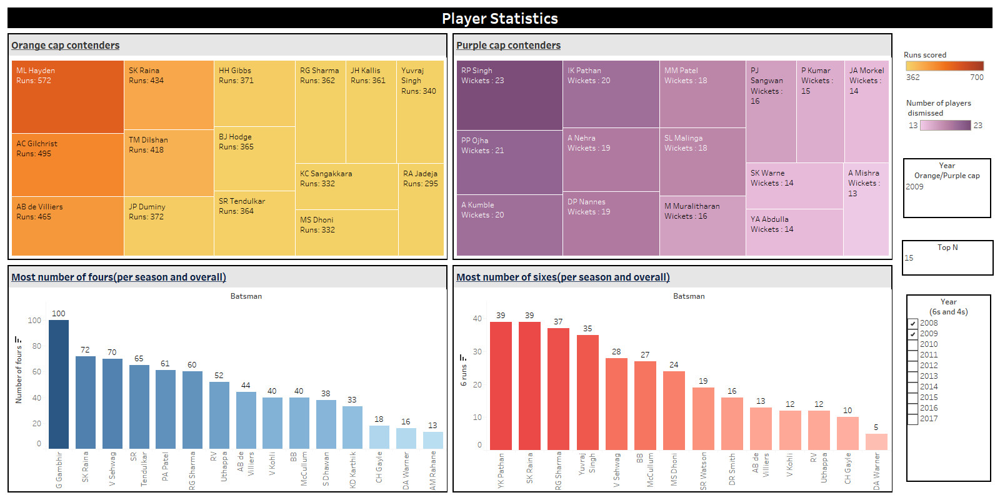 Player Statistics
Orange cap contenders
ML Hayden
Runs: 572
AC Gilchrist
Runs: 495
AB de Villiers
Runs: 465
SK Raina
Runs: 434
TM Dilshan
Runs: 418
JP Duminy
Runs: 372
HH Gibbs
Runs: 371
BJ Hodge
Runs: 365
SR Tendulkar
Runs: 364
RG Sharma
Runs: 362
JH Kallis
Runs: 361
Yuvraj
Singh
Runs: 340
KC Sangakkara
Runs: 332
MS Dhoni
Runs: 332
RA Jadeja
Runs: 295
Purple cap contenders
RP Singh
Wickets : 23
PP Ojha
Wickets : 21
A Kumble
Wickets : 20
IK Pathan
Wickets : 20
A Nehra
Wickets : 19
DP Nannes
Wickets : 19
MM Patel
Wickets : 18
SL Malinga
Wickets : 18
M Muralitharan
Wickets : 16
PJ
Sangwan
Wickets :
16
P Kumar
Wickets :
15
JA Morkel
Wickets :
14
SK Warne
Wickets : 14
YA Abdulla
Wickets : 14
A Mishra
Wickets :
13
Runs scored
362 700
Number of players
dismissed
13 23
Year
Orange/Purple cap
2009
Top N
15
Year
(6s and 4s)
2008
2009
2010
2011
2012
2013
2014
2015
2016
2017
Most number of fours(per season and overall)
Batsman
Number of fours
100
80
60
40
20
0
100
72
70
65
61
60
52
44
40
40
38
33
18
16
13
G Gambhir
SK Raina
V Sehwag
SR
Tendulkar
PA Patel
RG Sharma
RV
Uthappa
AB de
Villiers
V Kohli
BB
McCullum
S Dhawan
KD Karthik
CH Gayle
DA Warner
AM Rahane
Most number of sixes(per season and overall)
Batsman
6 runs
40
30
20
10
0
39
39
37
35
28
27
24
19
16
13
12
12
10
5
YK Pathan
SK Raina
RG Sharma
Yuvraj
Singh
V Sehwag
BB
McCullum
MS Dhoni
SR Watson
DR Smith
AB de
Villiers
V Kohli
RV
Uthappa
CH Gayle
DA Warner